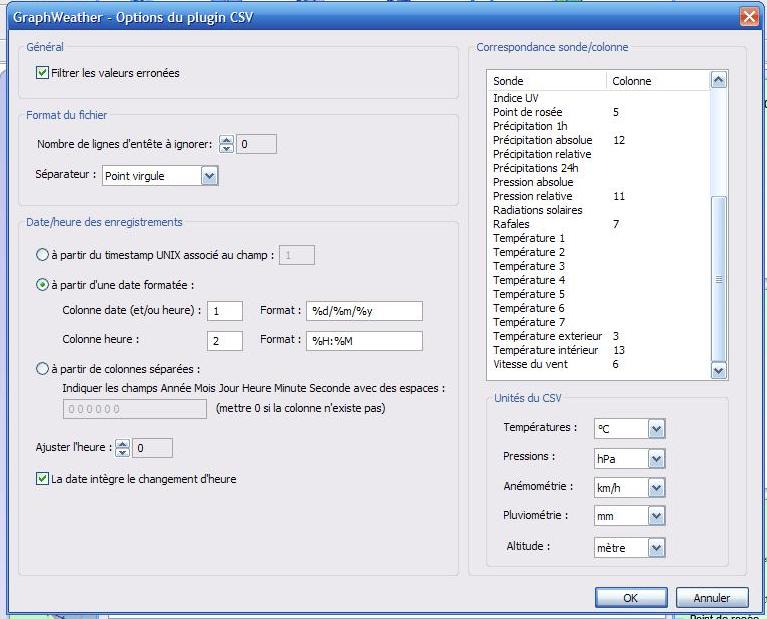 GraphWeather - Options du plugin CSV
Général
Filtrer les valeurs erronées
Format du fichier
Nombre de lignes d'entête à ignorer: 0
Séparateur : Point virgule
Date/heure des enregistrements
à partir du timestamp UNIX associé au champ : 1
à partir d'une date formatée :
Colonne date (et/ou heure) : 1 Format : %d/%m/%y
Colonne heure : 2 Format : %H:%M
à partir de colonnes séparées :
Indiquer les champs Année Mois Jour Heure Minute Seconde avec des espaces :
0 0 0 0 0 0 (mettre 0 si la colonne n'existe pas)
Ajuster l'heure : 0
La date intègre le changement d'heure
Correspondance sonde/colonne
Sonde Colonne
Indice UV
Point de rosée 5
Précipitation 1h
Précipitation absolue 12
Précipitation relative
Précipitations 24h
Pression absolue
Pression relative 11
Radiations solaires
Rafales 7
Température 1
Température 2
Température 3
Température 4
Température 5
Température 6
Température 7
Température exterieur 3
Température intérieur 13
Vitesse du vent 6
Unités du CSV
Températures : °C
Pressions : hPa
Anémométrie : km/h
Pluviométrie : mm
Altitude : mètre
OK Annuler